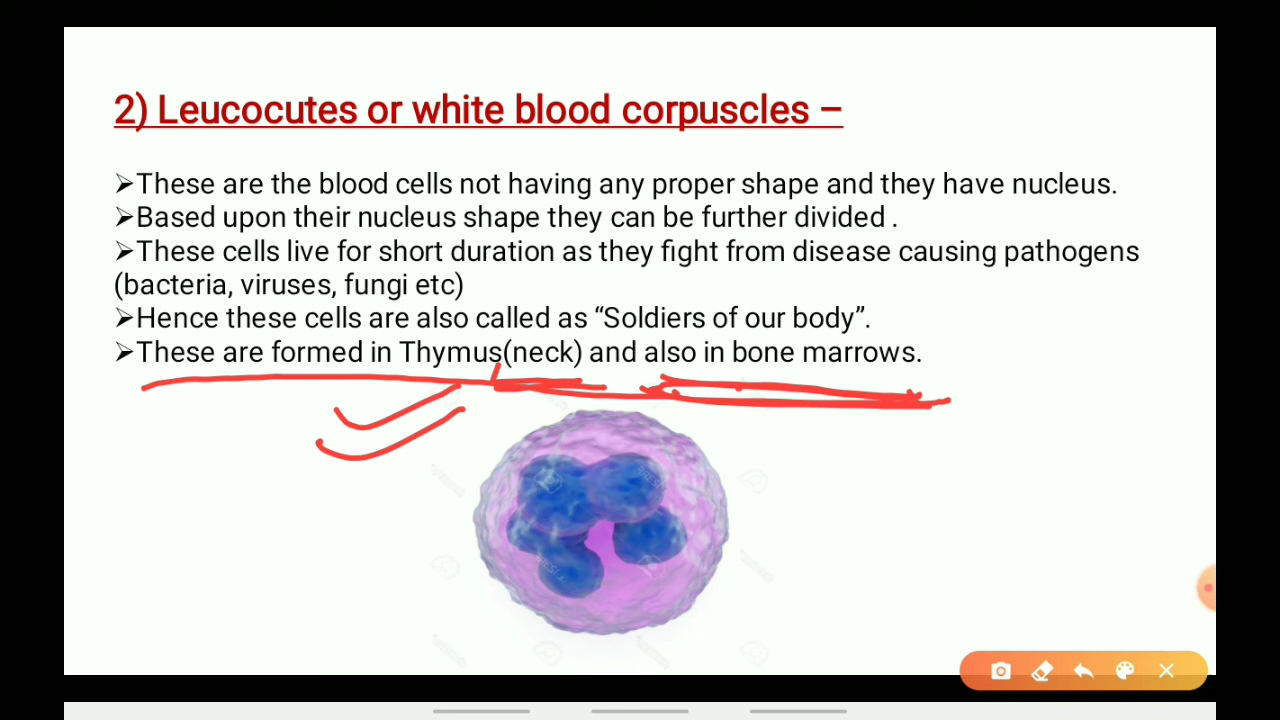 2) Leucocutes or white blood corpuscles –
➢These are the blood cells not having any proper shape and they have nucleus.
➢Based upon their nucleus shape they can be further divided .
➢These cells live for short duration as they fight from disease causing pathogens
(bacteria, viruses, fungi etc)
➢Hence these cells are also called as “Soldiers of our body”.
➢These are formed in Thymus(neck) and also in bone marrows.